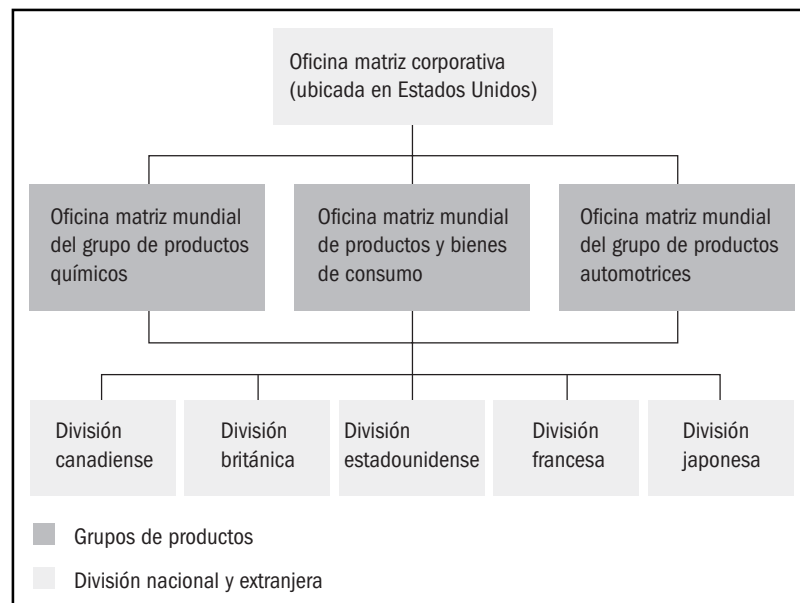 Oficina matriz corporativa
(ubicada en Estados Unidos)
Oficina matriz mundial
del grupo de productos
químicos
Oficina matriz mundial
de productos y bienes
de consumo
Oficina matriz mundial
del grupo de productos
automotrices
División
canadiense
División
británica
División
estadounidense
División
francesa
División
japonesa
Grupos de productos
División nacional y extranjera